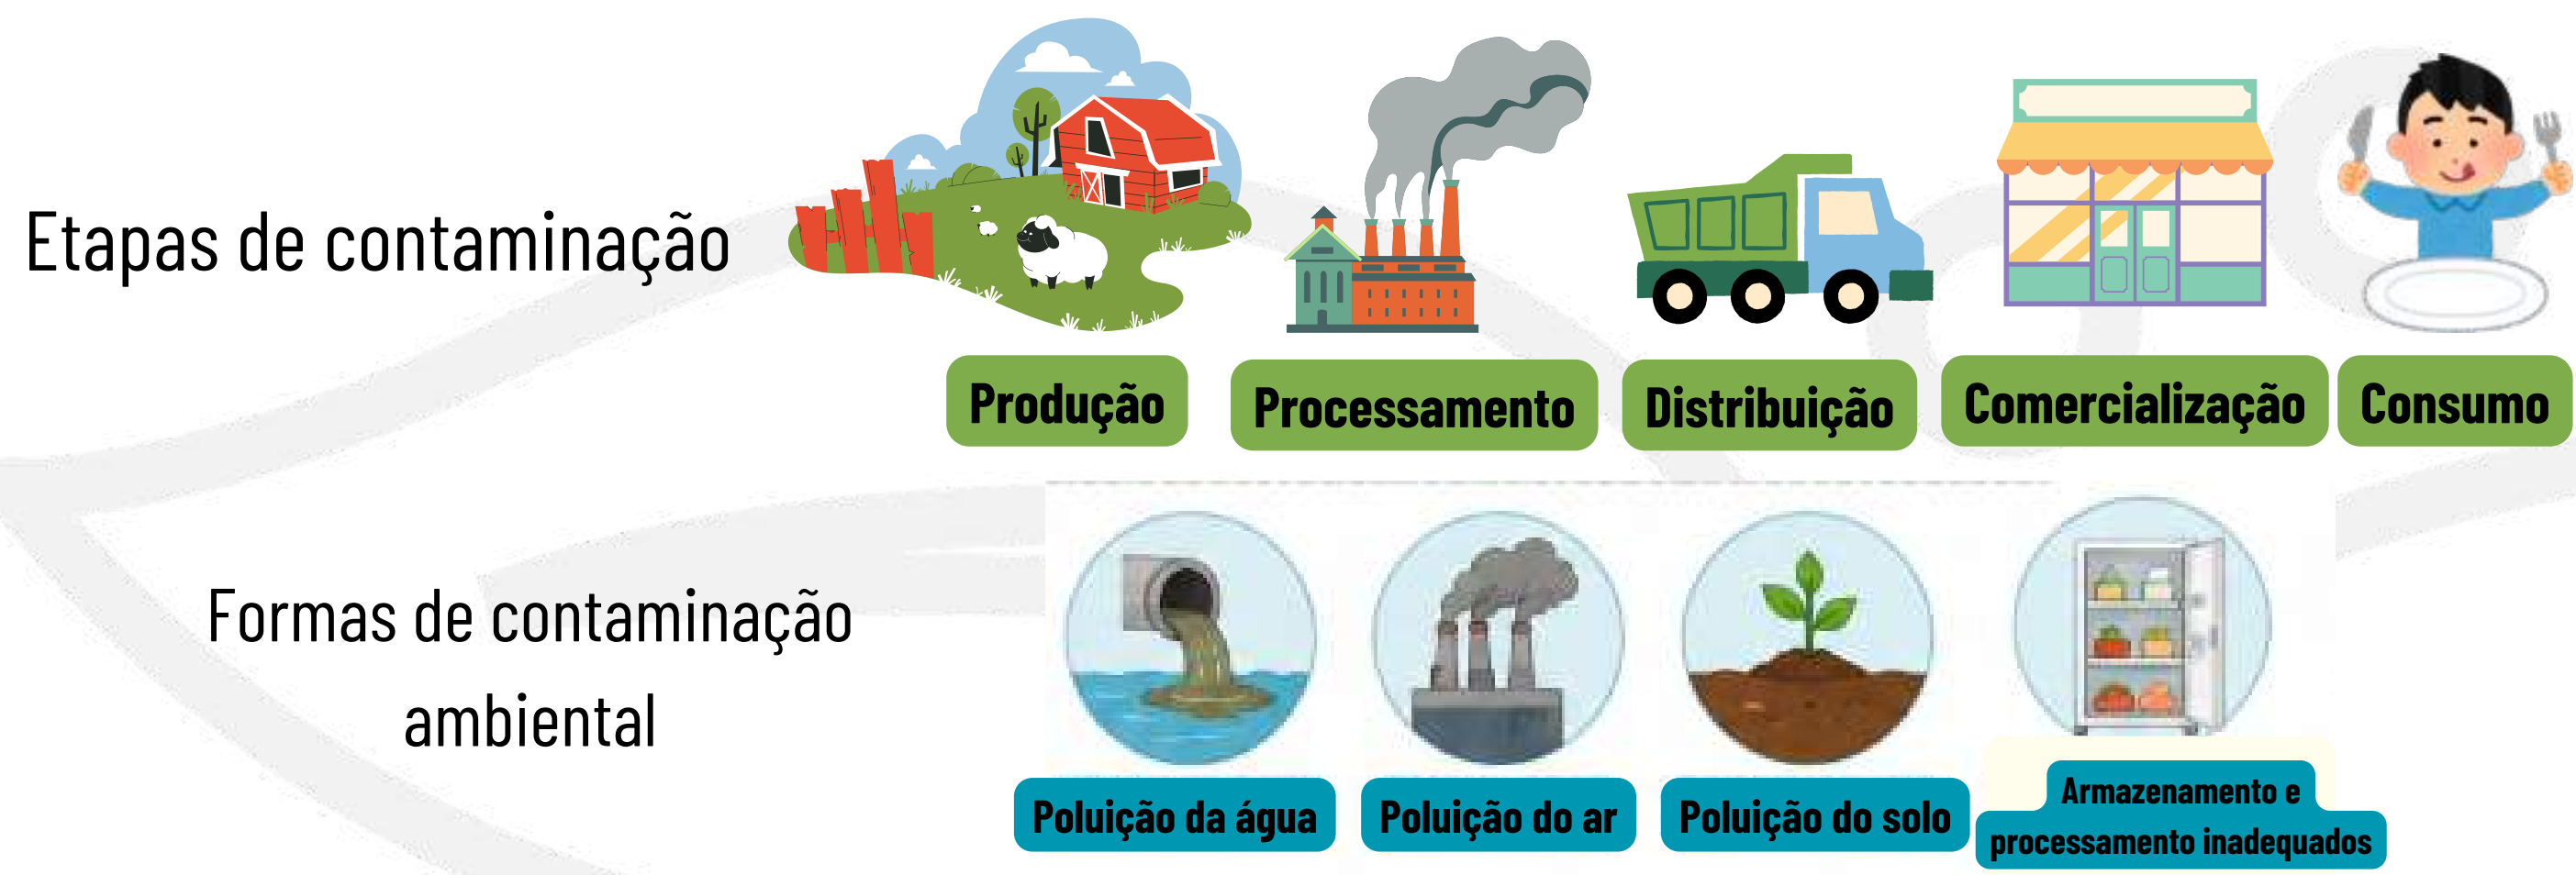 Etapas de contaminação
Produção
Processamento
Distribuição
Comercialização
Consumo
Formas de contaminação
ambiental
Poluição da água
Poluição do ar
Poluição do solo
Armazenamento e
processamento inadequados